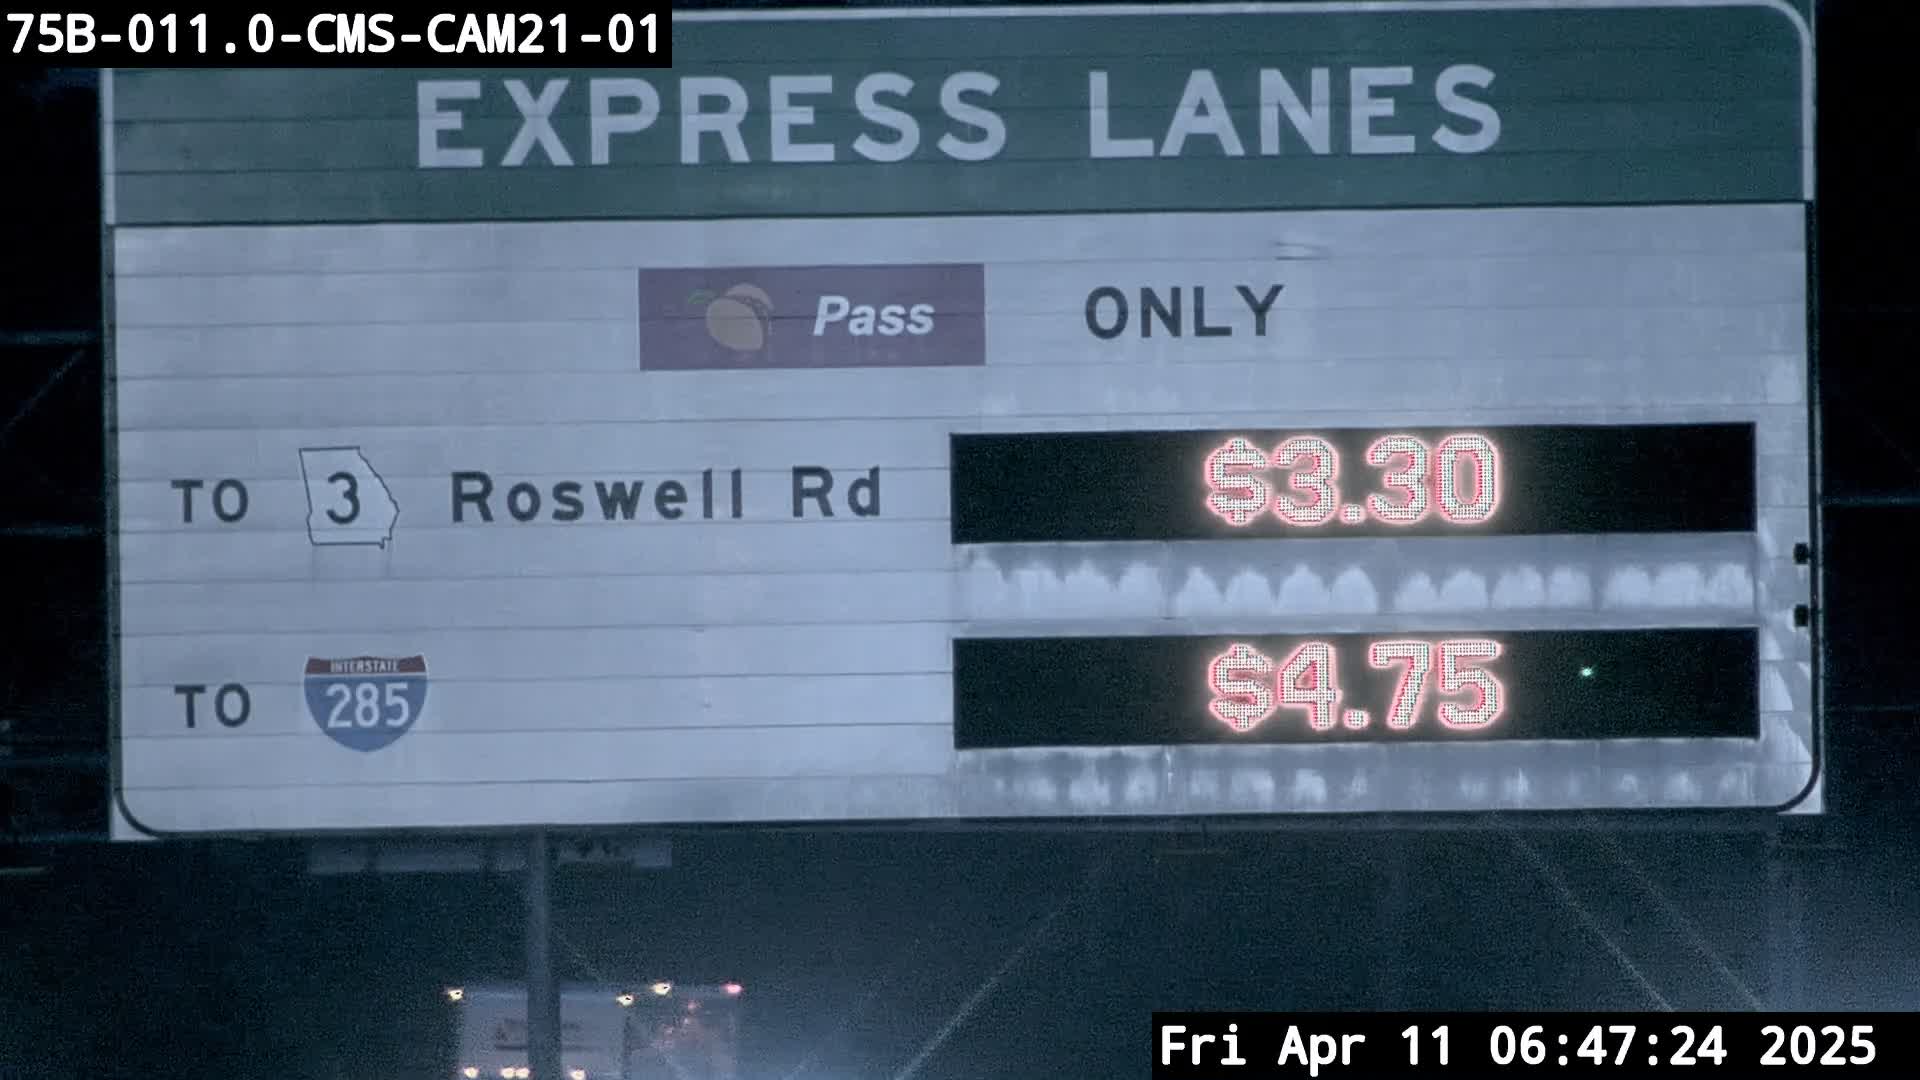 75B-011.0-CMS-CAM21-01
EXPRESS LANES
Pass ONLY
TO 3 Roswell Rd $3.30
TO INTERSTATE 285 $4.75
Fri Apr 11 06:47:24 2025